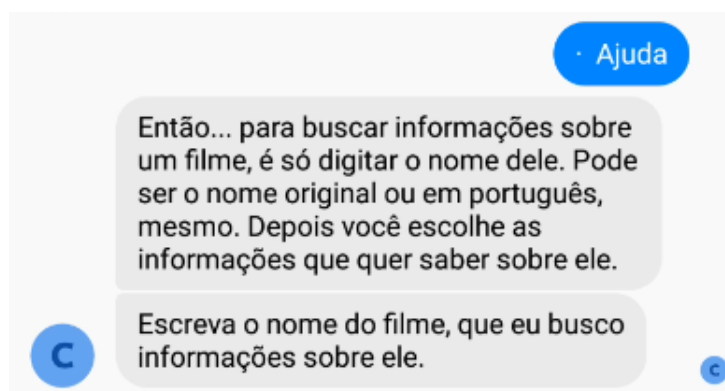 · Ajuda
Então... para buscar informações sobre
um filme, é só digitar o nome dele. Pode
ser o nome original ou em português,
mesmo. Depois você escolhe as
informações que quer saber sobre ele.
Escreva o nome do filme, que eu busco
informações sobre ele.
C
C